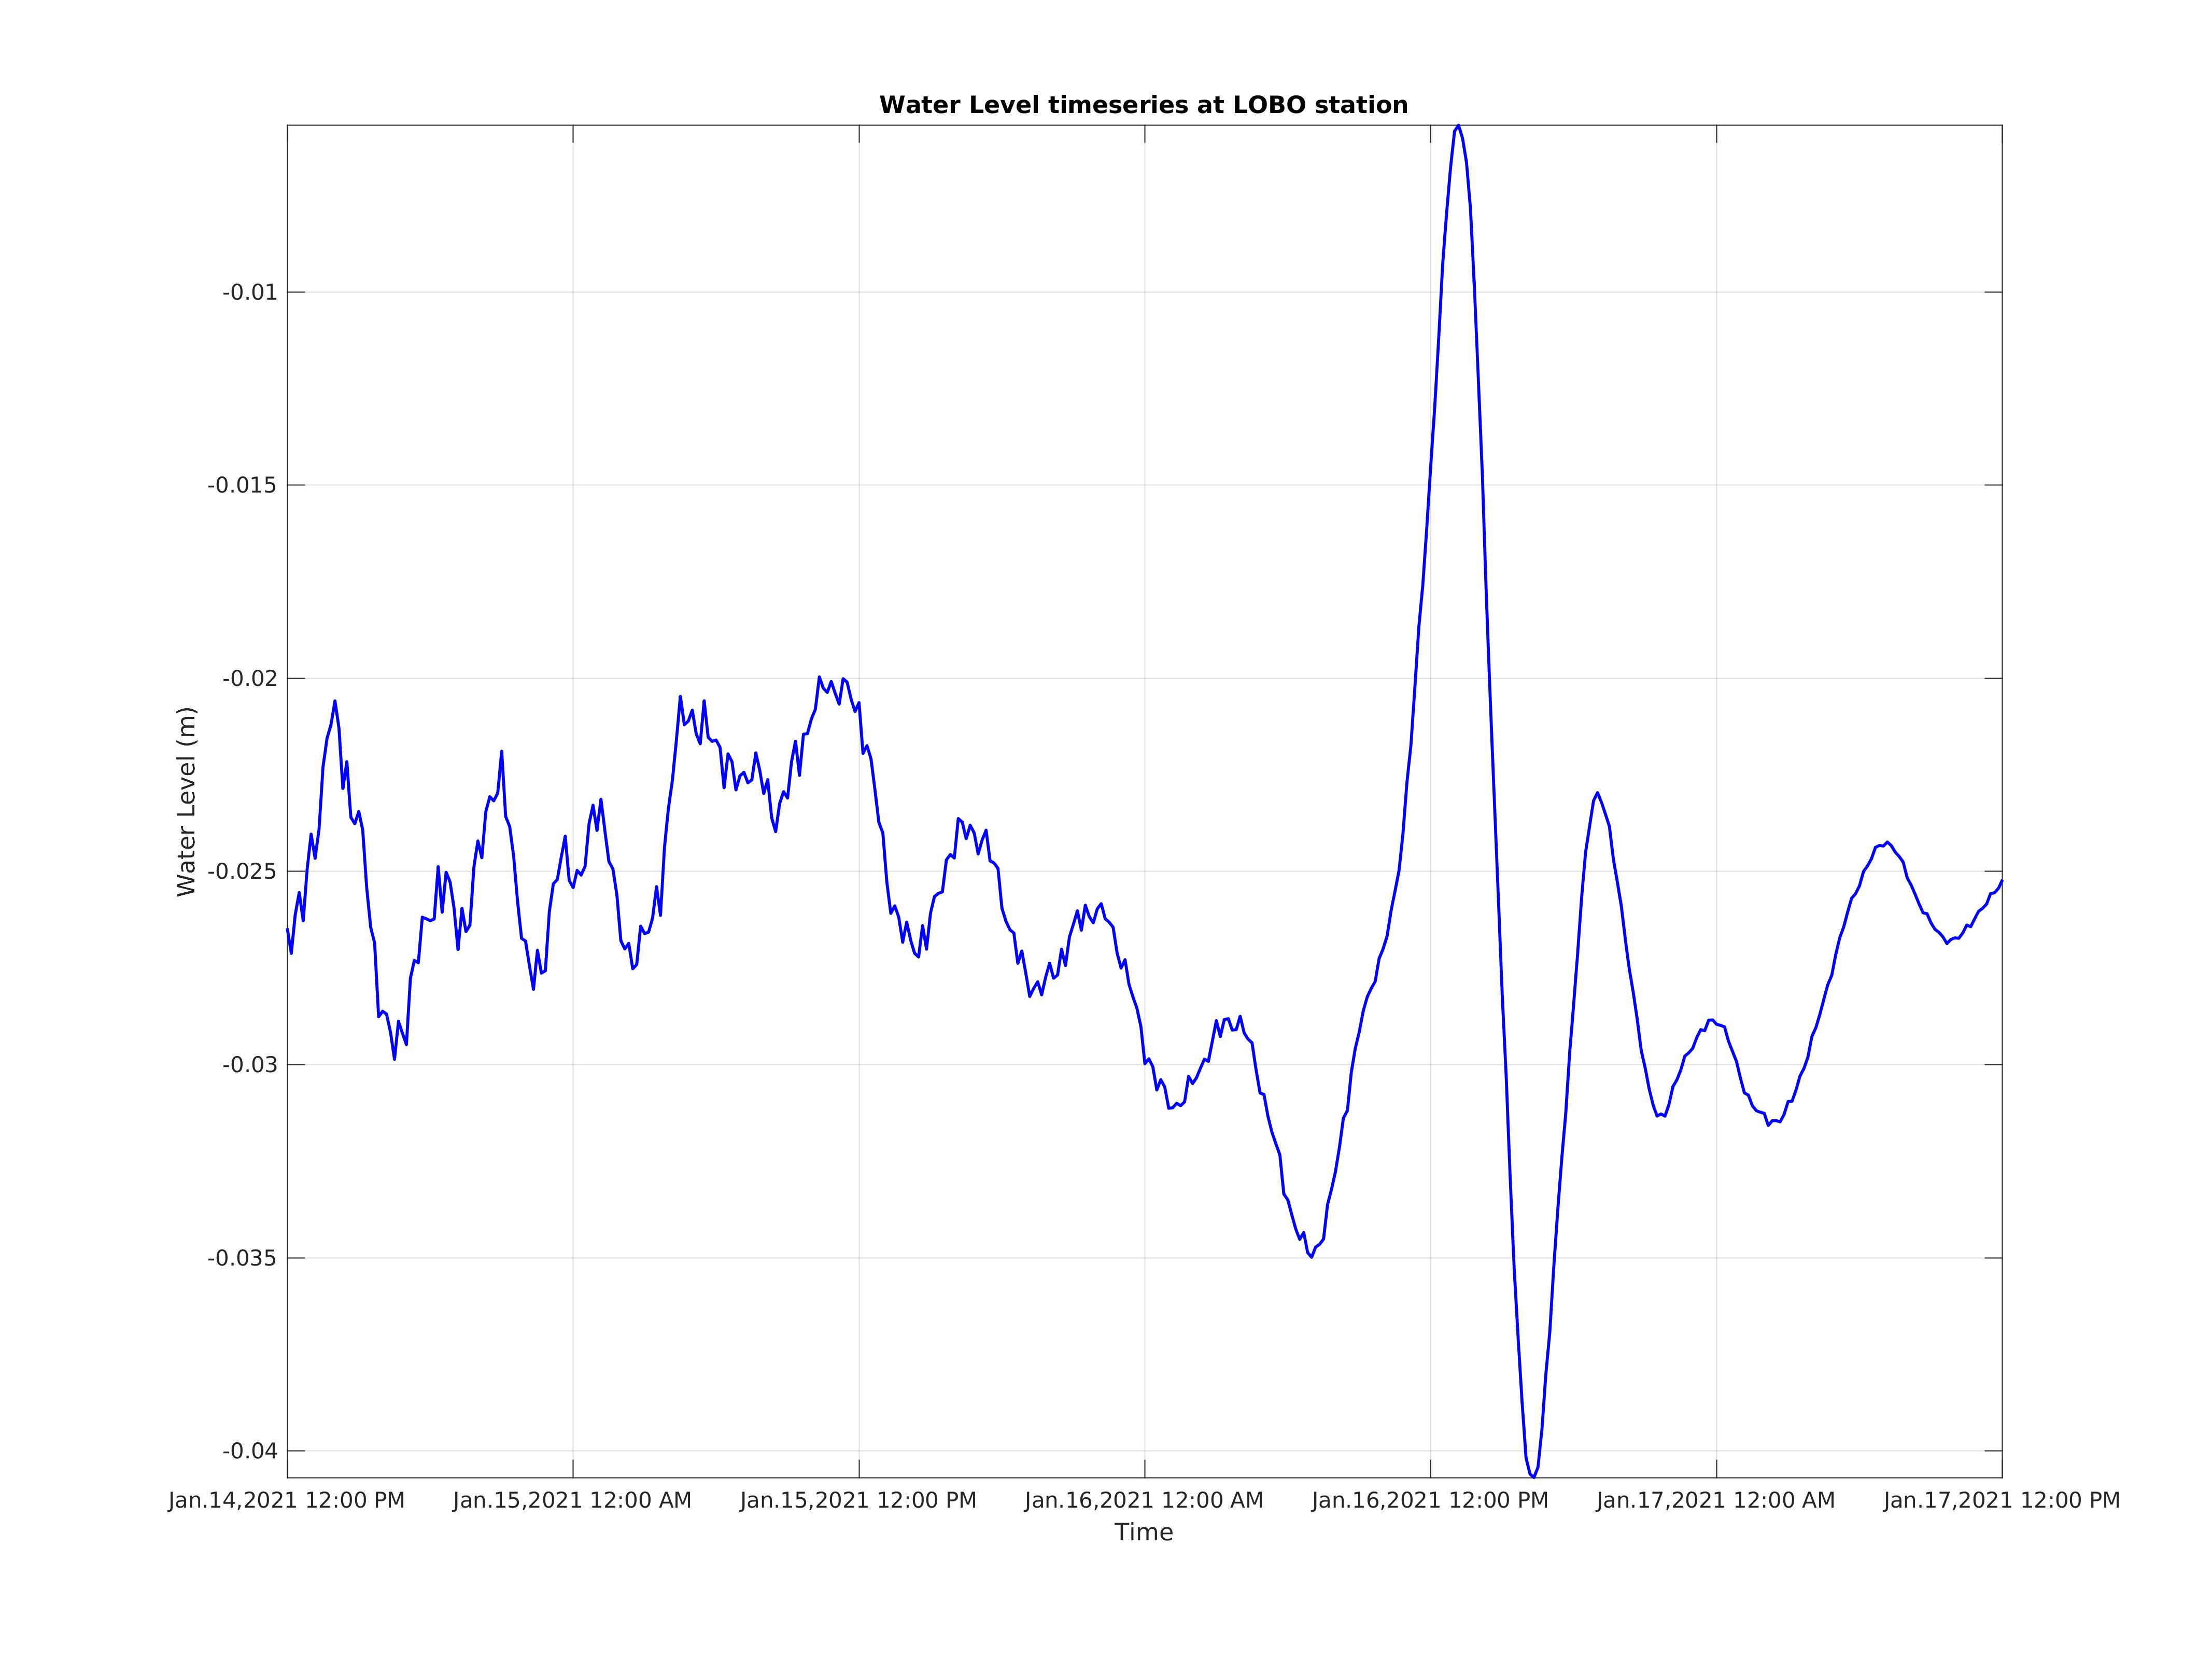 Water Level timeseries at LOBO station
-0.01
-0.015
-0.02
-0.025
-0.03
-0.035
-0.04
Water Level (m)
Jan.14,2021 12:00 PM Jan.15,2021 12:00 AM Jan.15,2021 12:00 PM Jan.16,2021 12:00 AM Jan.16,2021 12:00 PM Jan.17,2021 12:00 AM Jan.17,2021 12:00 PM
Time